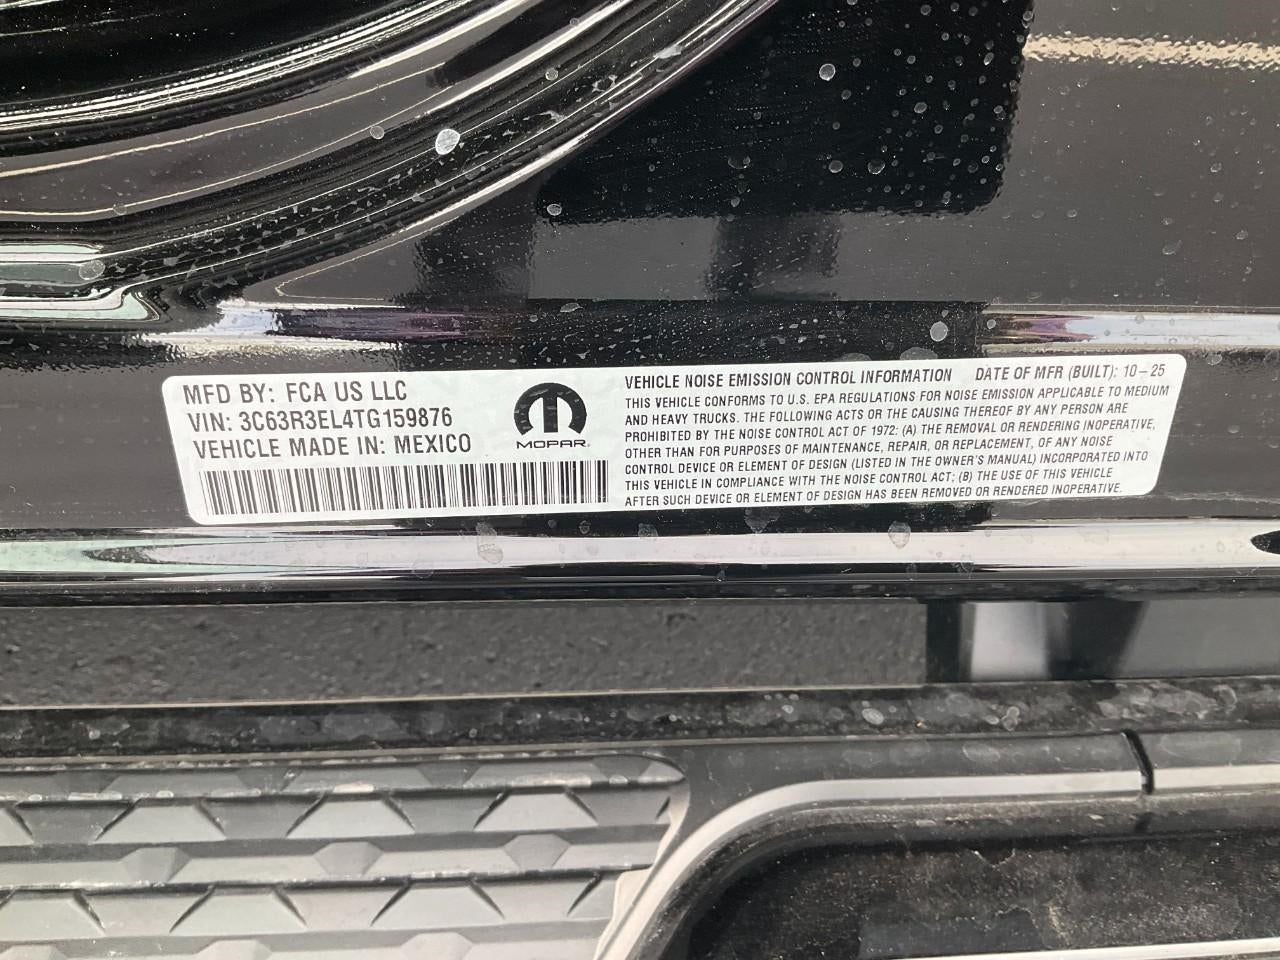 MFD BY: FCA US LLC
VIN: 3C63R3EL4TG159876
VEHICLE MADE IN: MEXICO
MOPAR
VEHICLE NOISE EMISSION CONTROL INFORMATION DATE OF MFR (BUILT): 10-25
THIS VEHICLE CONFORMS TO U.S. EPA REGULATIONS FOR NOISE EMISSION APPLICABLE TO MEDIUM
AND HEAVY TRUCKS. THE FOLLOWING ACTS OR THE CAUSING THEREOF BY ANY PERSON ARE
PROHIBITED BY THE NOISE CONTROL ACT OF 1972: (A) THE REMOVAL OR RENDERING INOPERATIVE,
OTHER THAN FOR PURPOSES OF MAINTENANCE, REPAIR, OR REPLACEMENT, OF ANY NOISE
CONTROL DEVICE OR ELEMENT OF DESIGN (LISTED IN THE OWNER'S MANUAL) INCORPORATED INTO
THIS VEHICLE IN COMPLIANCE WITH THE NOISE CONTROL ACT; (B) THE USE OF THIS VEHICLE
AFTER SUCH DEVICE OR ELEMENT OF DESIGN HAS BEEN REMOVED OR RENDERED INOPERATIVE.